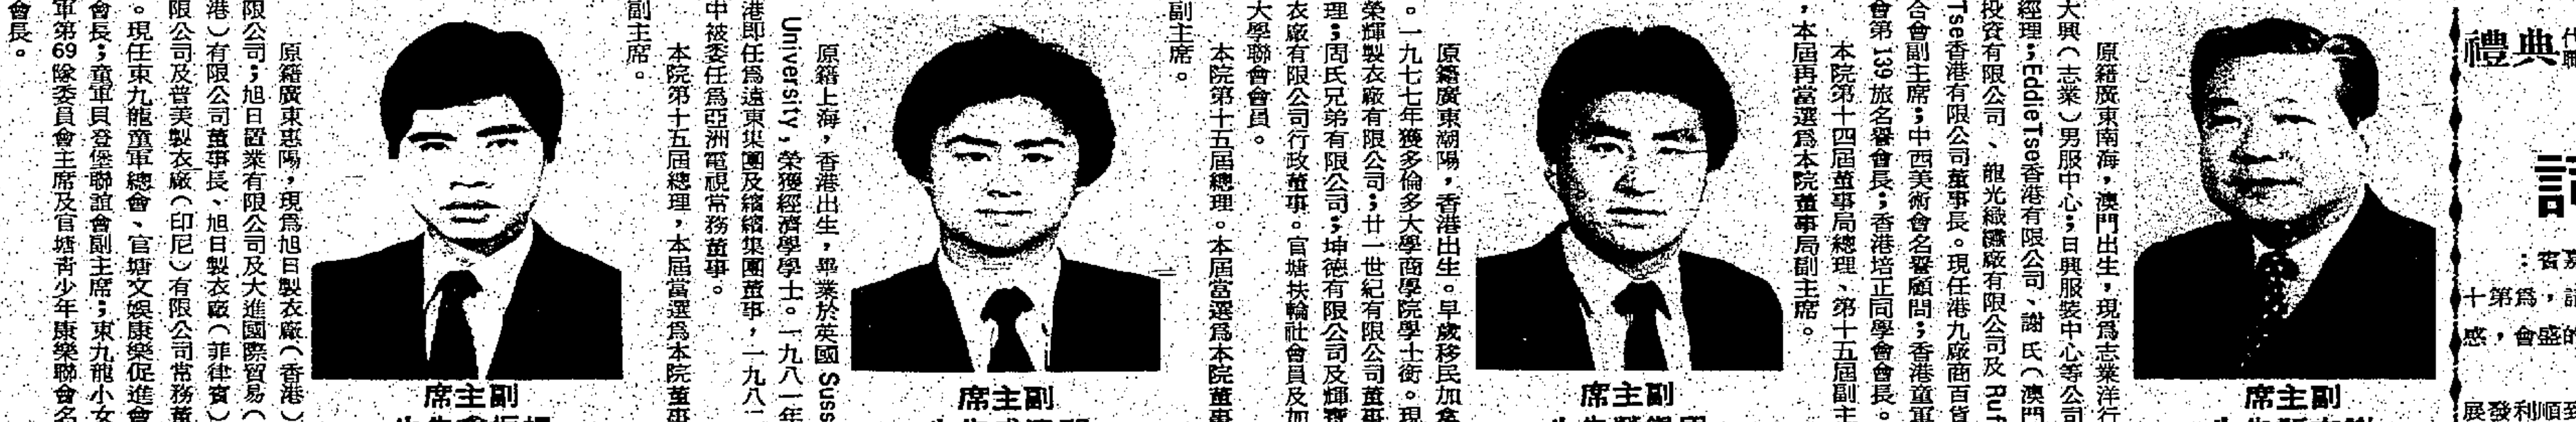 禮典
：賓嘉
十第爲，
感，會盛的
展發利順到
副主席
原籍廣東南海，澳門出生，現爲志業洋行
大興（志業）男服中心；日興服裝中心等公司
經理；Eddie Tse香港有限公司、謝氏（澳門
投資有限公司、龍光織造廠有限公司及
Tse香港有限公司董事長。現任港九廠商百貨
合會副主席；中西美術會名譽顧問；香港童軍
會第139旅名譽會長；香港培正同學會會長。
本院第十四屆董事局總理、第十五屆副主
，本屆再當選爲本院董事局副主席。
副主席
原籍廣東潮陽，香港出生。早歲移民加拿
。一九七七年獲多倫多大學商學院學士銜。現
榮輝製衣廠有限公司；廿一世紀有限公司董事
理；周氏兄弟有限公司；坤德有限公司及輝寶
衣廠有限公司行政董事。官塘扶輪社會員及加
大學聯會會員。
本院第十五屆總理。本屆當選爲本院董事
副主席。
副主席
原籍上海，香港出生，畢業於英國 Suss
University，榮獲經濟學學士。一九八一年
港即任爲遠東集團及繽繽集團董事，一九八二
中被委任爲亞洲電視常務董事。
本院第十五屆總理，本屆當選爲本院董事
副主席。
副主席
原籍廣東惠陽，現爲旭日製衣廠（香港）
限公司；旭日置業有限公司及大進國際貿易（
港）有限公司董事長、旭日製衣廠（菲律賓）
限公司及普美製衣廠（印尼）有限公司常務董
。現任東九龍童軍總會、官塘文娛康樂促進會
會長；童軍貝登堡聯誼會副主席；東九龍小女
軍第69隊委員會主席及官塘靑少年康樂聯會名
會長。